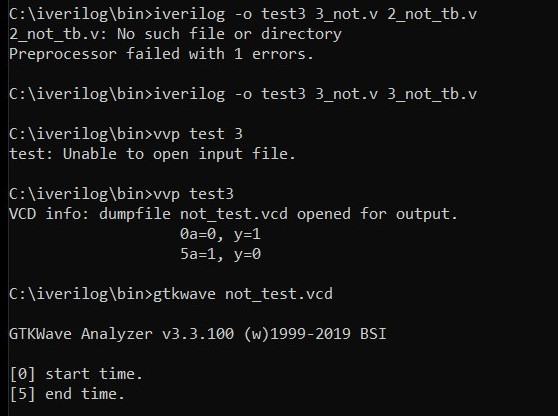 C:\iverilog\bin>iverilog -o test3 3_not.v 2_not_tb.v
2_not_tb.v: No such file or directory
Preprocessor failed with 1 errors.
C:\iverilog\bin>iverilog -o test3 3_not.v 3_not_tb.v
C:\iverilog\bin>vvp test 3
test: Unable to open input file.
C:\iverilog\bin>vvp test3
VCD info: dumpfile not_test.vcd opened for output.
0a=0, y=1
5a=1, y=0
C:\iverilog\bin>gtkwave not_test.vcd
GTKWave Analyzer v3.3.100 (w)1999-2019 BSI
[0] start time.
[5] end time.